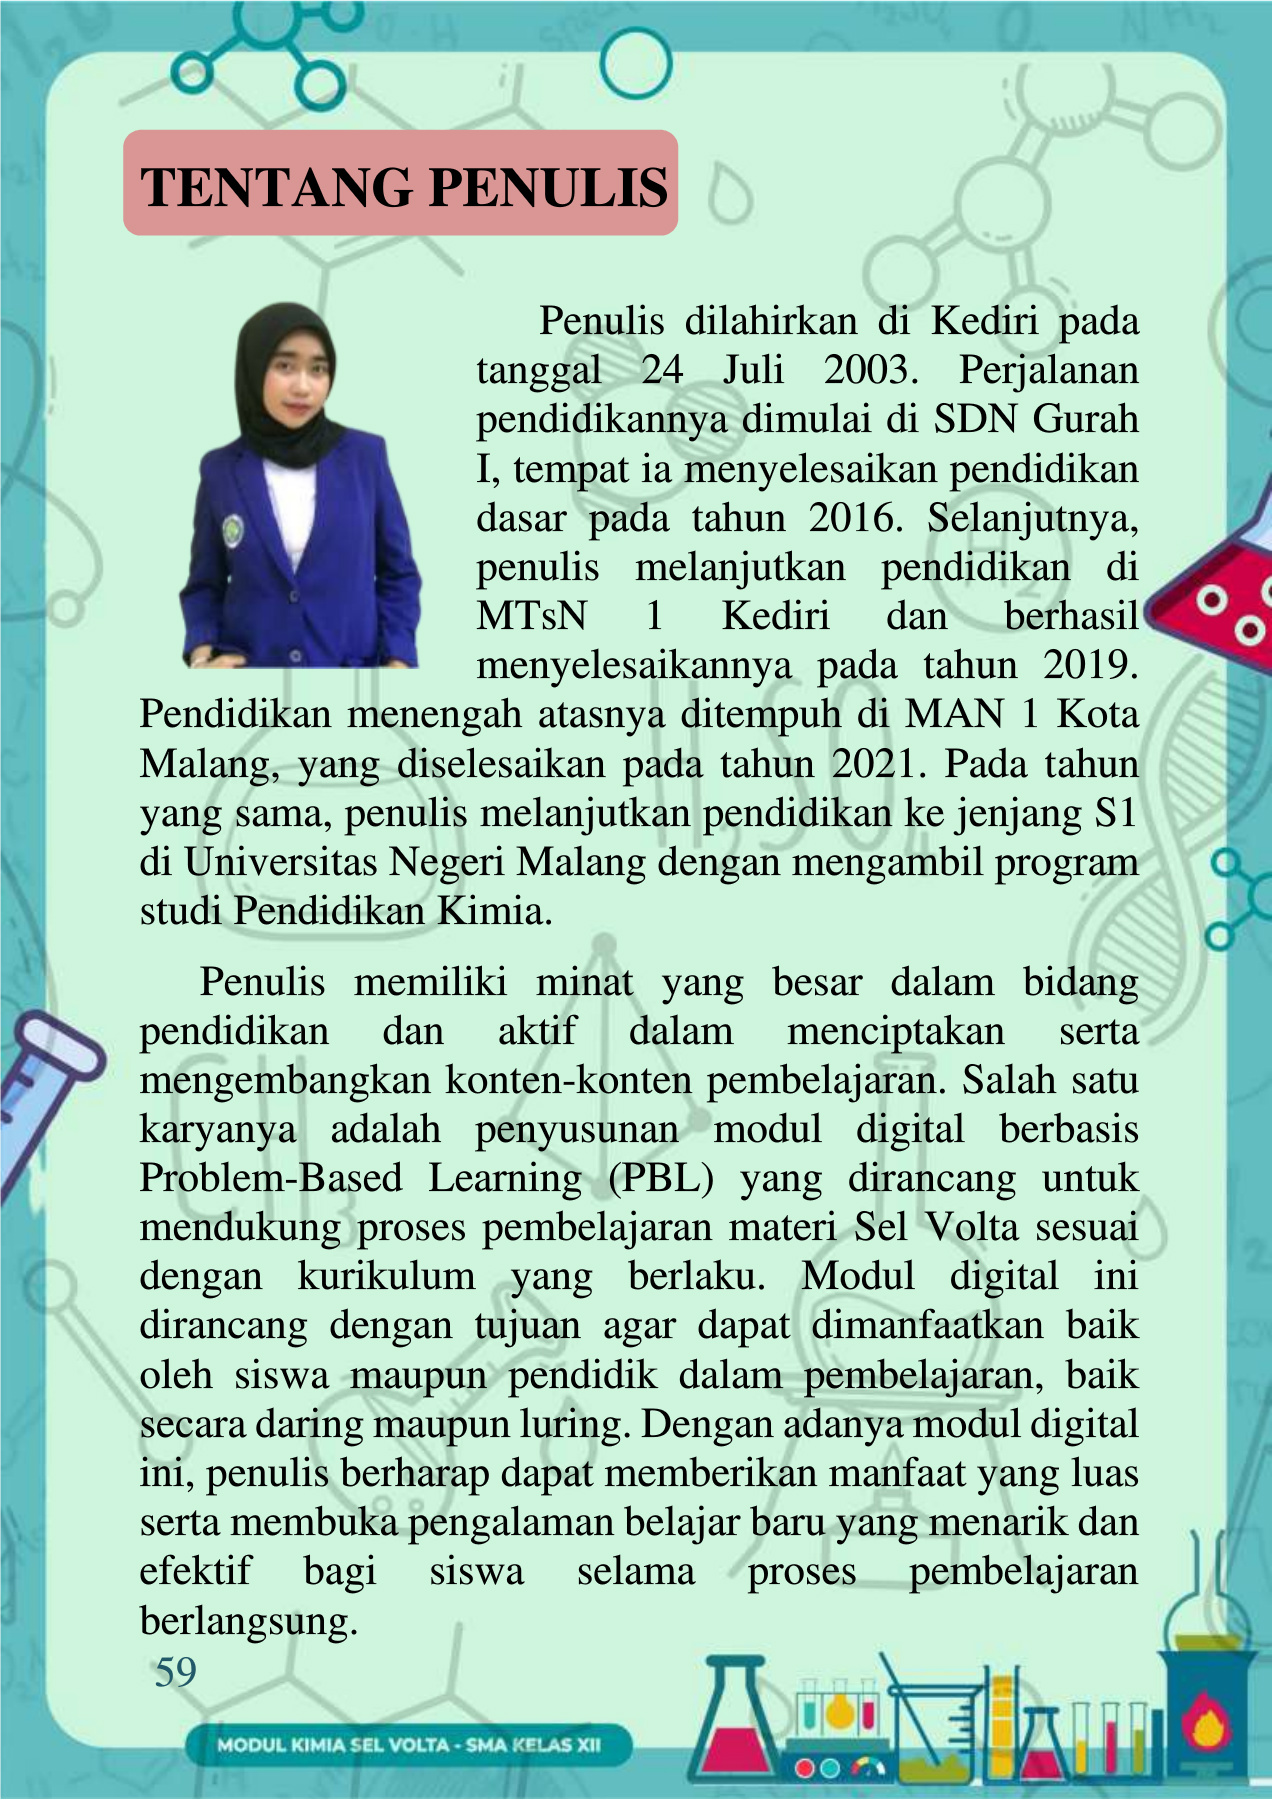 TENTANG PENULIS
Penulis dilahirkan di Kediri pada
tanggal 24 Juli 2003. Perjalanan
pendidikannya dimulai di SDN Gurah
I, tempat ia menyelesaikan pendidikan
dasar pada tahun 2016. Selanjutnya,
penulis melanjutkan pendidikan di
MTsN 1 Kediri dan berhasil
menyelesaikannya pada tahun 2019.
Pendidikan menengah atasnya ditempuh di MAN 1 Kota
Malang, yang diselesaikan pada tahun 2021. Pada tahun
yang sama, penulis melanjutkan pendidikan ke jenjang S1
di Universitas Negeri Malang dengan mengambil program
studi Pendidikan Kimia.
Penulis memiliki minat yang besar dalam bidang
pendidikan dan aktif dalam menciptakan serta
mengembangkan konten-konten pembelajaran. Salah satu
karyanya adalah penyusunan modul digital berbasis
Problem-Based Learning (PBL) yang dirancang untuk
mendukung proses pembelajaran materi Sel Volta sesuai
dengan kurikulum yang berlaku. Modul digital ini
dirancang dengan tujuan agar dapat dimanfaatkan baik
oleh siswa maupun pendidik dalam pembelajaran, baik
secara daring maupun luring. Dengan adanya modul digital
ini, penulis berharap dapat memberikan manfaat yang luas
serta membuka pengalaman belajar baru yang menarik dan
efektif bagi siswa selama proses pembelajaran
berlangsung.
59
MODUL KIMIA SEL VOLTA - SMA KELAS XII
H₂
H₂SO₄
CH₃
NH₂